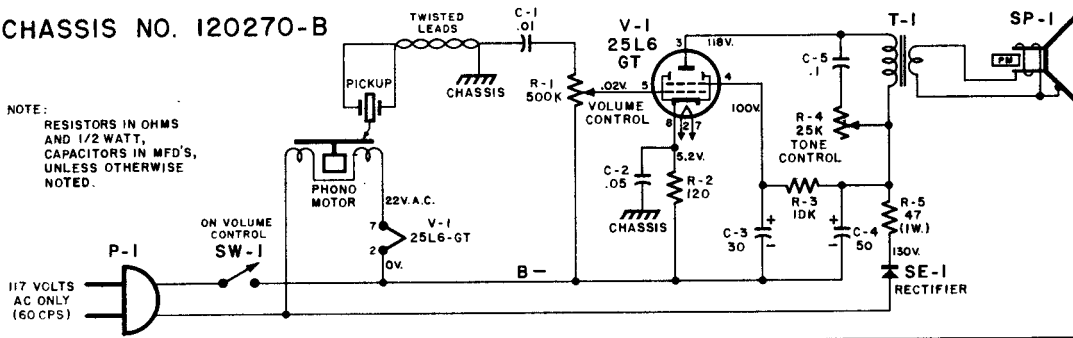 CHASSIS NO. 120270-B
TWISTED
LEADS
C-1
.01
V-1
25L6
GT
T-1
SP-1
3
118V.
C-5
.1
PM
PICKUP
CHASSIS
R-1
500K
.02V.
5
4
VOLUME
CONTROL
100V.
8
2
7
R-4
25K
TONE
CONTROL
NOTE:
RESISTORS IN OHMS
AND 1/2 WATT,
CAPACITORS IN MFD'S,
UNLESS OTHERWISE
NOTED.
PHONO
MOTOR
5.2V.
C-2
.05
R-2
120
CHASSIS
R-3
10K
R-5
47
(1W.)
22V.A.C.
7
V-1
25L6-GT
2
0V.
+
C-3
30
–
+
C-4
50
–
130V.
SE-1
RECTIFIER
ON VOLUME
CONTROL
SW-1
P-1
B–
117 VOLTS
AC ONLY
(60 CPS)